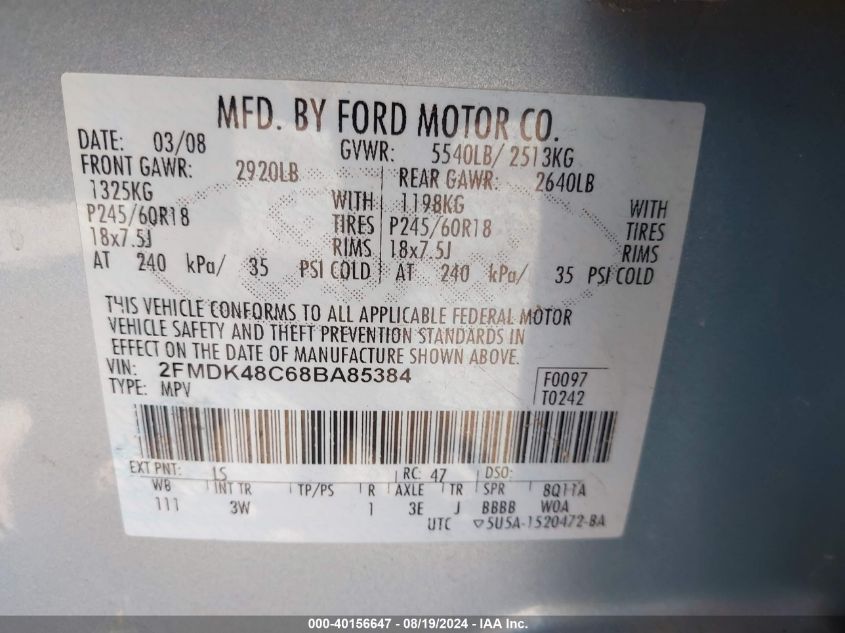 MFD. BY FORD MOTOR CO.
DATE: 03/08 GVWR: 5540LB/ 2513KG
FRONT GAWR: 2920LB REAR GAWR: 2640LB
1325KG WITH 1198KG WITH
P245/60R18 TIRES P245/60R18 TIRES
18x7.5J RIMS 18x7.5J RIMS
AT 240 kPa/ 35 PSI COLD AT 240 kPa/ 35 PSI COLD
THIS VEHICLE CONFORMS TO ALL APPLICABLE FEDERAL MOTOR
VEHICLE SAFETY AND THEFT PREVENTION STANDARDS IN
EFFECT ON THE DATE OF MANUFACTURE SHOWN ABOVE.
VIN: 2FMDK48C68BA85384 F0097
TYPE: MPV T0242
EXT PNT: LS RC: 47 DSO:
WB INT TR TP/PS R AXLE TR SPR 8Q11A
111 3W 1 3E J BBBB W0A
UTC ▽5U5A-1520472-BA
000-40156647 - 08/19/2024 - IAA Inc.